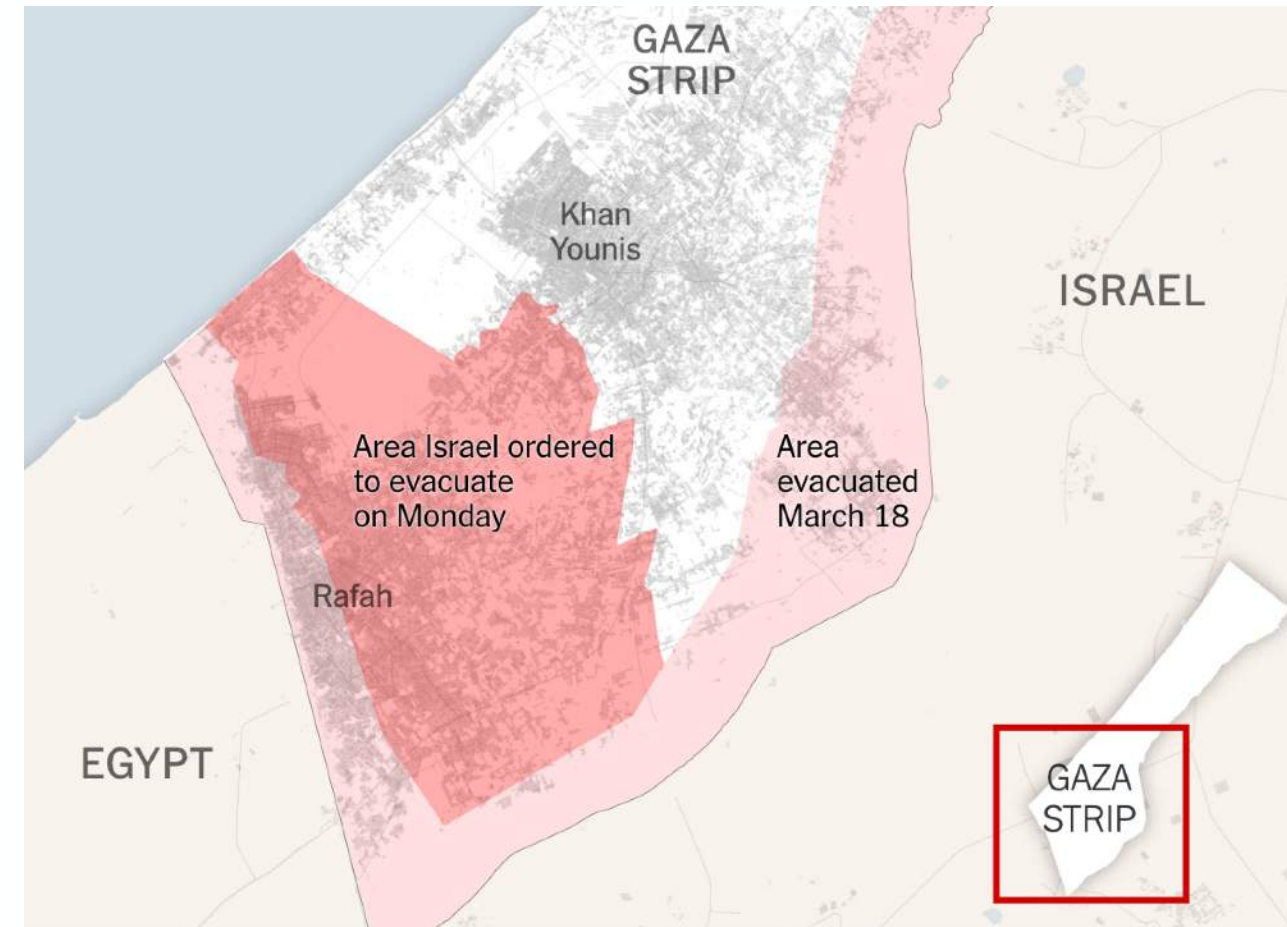 GAZA
STRIP
Khan
Younis
ISRAEL
Area Israel ordered
to evacuate
on Monday
Area
evacuated
March 18
Rafah
EGYPT
GAZA
STRIP